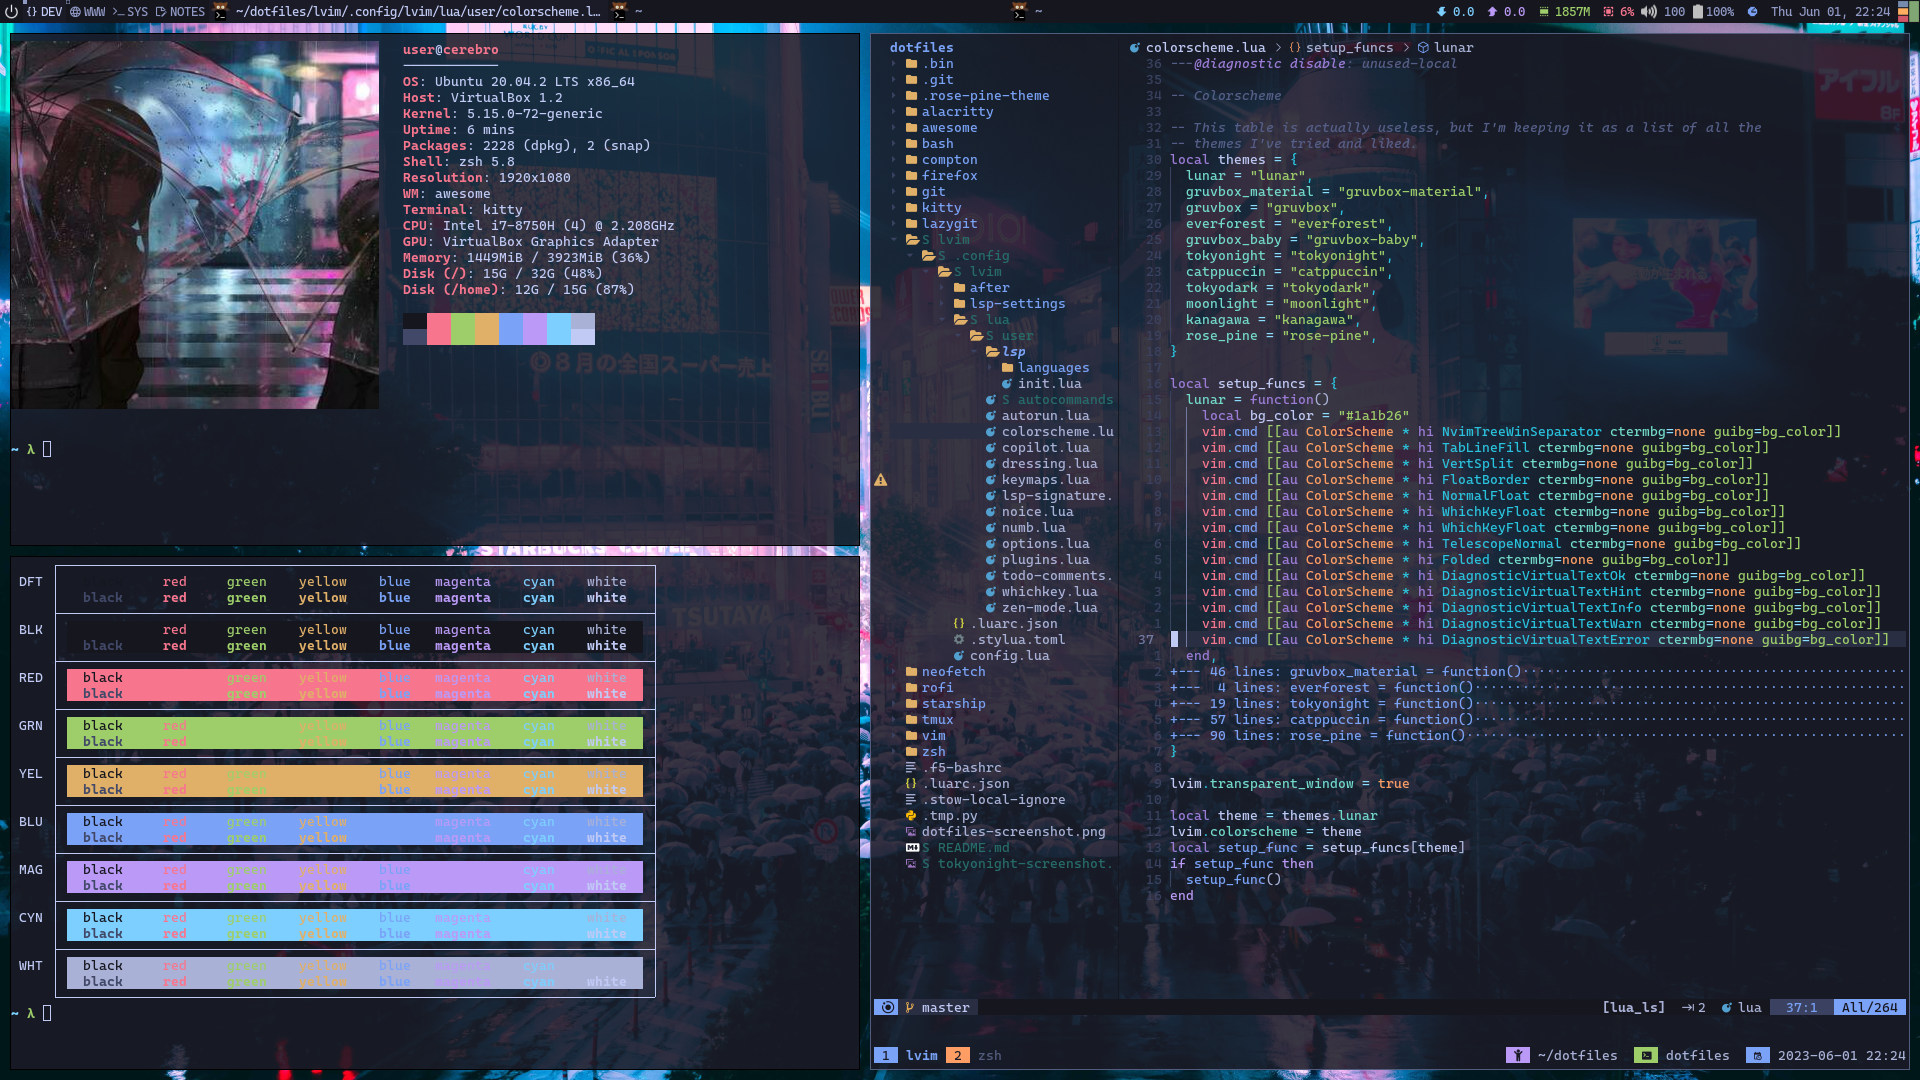 DEV WWW SYS NOTES ~/dotfiles/lvim/.config/lvim/lua/user/colorscheme.l… ~ ~ 0.0 0.0 1857M 6% 100 100% Thu Jun 01, 22:24
user@cerebro
OS: Ubuntu 20.04.2 LTS x86_64
Host: VirtualBox 1.2
Kernel: 5.15.0-72-generic
Uptime: 6 mins
Packages: 2228 (dpkg), 2 (snap)
Shell: zsh 5.8
Resolution: 1920x1080
WM: awesome
Terminal: kitty
CPU: Intel i7-8750H (4) @ 2.208GHz
GPU: VirtualBox Graphics Adapter
Memory: 1449MiB / 3923MiB (36%)
Disk (/): 15G / 32G (48%)
Disk (/home): 12G / 15G (87%)
8月の全国スーパー売上
~ λ
DFT red green yellow blue magenta cyan white
black red green yellow blue magenta cyan white
BLK red green yellow blue magenta cyan white
black red green yellow blue magenta cyan white
RED black green yellow blue magenta cyan white
black green yellow blue magenta cyan white
GRN black red yellow blue magenta cyan white
black red yellow blue magenta cyan white
YEL black red green blue magenta cyan white
black red green blue magenta cyan white
BLU black red green yellow magenta cyan white
black red green yellow magenta cyan white
MAG black red green yellow blue cyan white
black red green yellow blue cyan white
CYN black red green yellow blue magenta white
black red green yellow blue magenta white
WHT black red green yellow blue magenta cyan
black red green yellow blue magenta cyan white
TSUTAYA
~ λ
dotfiles
.bin
.git
.rose-pine-theme
alacritty
awesome
bash
compton
firefox
git
kitty
lazygit
S lvim
S .config
S lvim
after
lsp-settings
S lua
S user
lsp
languages
init.lua
S autocommands
autorun.lua
colorscheme.lu
copilot.lua
dressing.lua
keymaps.lua
lsp-signature.
noice.lua
numb.lua
options.lua
plugins.lua
todo-comments.
whichkey.lua
zen-mode.lua
.luarc.json
.stylua.toml
config.lua
neofetch
rofi
starship
tmux
vim
zsh
.f5-bashrc
.luarc.json
.stow-local-ignore
.tmp.py
dotfiles-screenshot.png
S README.md
S tokyonight-screenshot.
colorscheme.lua > {} setup_funcs > lunar
36 ---@diagnostic disable: unused-local
35
34 -- Colorscheme
33
32 -- This table is actually useless, but I'm keeping it as a list of all the
31 -- themes I've tried and liked.
30 local themes = {
29 lunar = "lunar",
28 gruvbox_material = "gruvbox-material",
27 gruvbox = "gruvbox",
26 everforest = "everforest",
25 gruvbox_baby = "gruvbox-baby",
24 tokyonight = "tokyonight",
23 catppuccin = "catppuccin",
22 tokyodark = "tokyodark",
21 moonlight = "moonlight",
20 kanagawa = "kanagawa",
19 rose_pine = "rose-pine",
18 }
17
16 local setup_funcs = {
15 lunar = function()
14 local bg_color = "#1a1b26"
13 vim.cmd [[au ColorScheme * hi NvimTreeWinSeparator ctermbg=none guibg=bg_color]]
12 vim.cmd [[au ColorScheme * hi TabLineFill ctermbg=none guibg=bg_color]]
11 vim.cmd [[au ColorScheme * hi VertSplit ctermbg=none guibg=bg_color]]
10 vim.cmd [[au ColorScheme * hi FloatBorder ctermbg=none guibg=bg_color]]
9 vim.cmd [[au ColorScheme * hi NormalFloat ctermbg=none guibg=bg_color]]
8 vim.cmd [[au ColorScheme * hi WhichKeyFloat ctermbg=none guibg=bg_color]]
7 vim.cmd [[au ColorScheme * hi WhichKeyFloat ctermbg=none guibg=bg_color]]
6 vim.cmd [[au ColorScheme * hi TelescopeNormal ctermbg=none guibg=bg_color]]
5 vim.cmd [[au ColorScheme * hi Folded ctermbg=none guibg=bg_color]]
4 vim.cmd [[au ColorScheme * hi DiagnosticVirtualTextOk ctermbg=none guibg=bg_color]]
3 vim.cmd [[au ColorScheme * hi DiagnosticVirtualTextHint ctermbg=none guibg=bg_color]]
2 vim.cmd [[au ColorScheme * hi DiagnosticVirtualTextInfo ctermbg=none guibg=bg_color]]
1 vim.cmd [[au ColorScheme * hi DiagnosticVirtualTextWarn ctermbg=none guibg=bg_color]]
37 vim.cmd [[au ColorScheme * hi DiagnosticVirtualTextError ctermbg=none guibg=bg_color]]
1 end,
2 +--- 46 lines: gruvbox_material = function()
3 +--- 4 lines: everforest = function()
4 +--- 19 lines: tokyonight = function()
5 +--- 57 lines: catppuccin = function()
6 +--- 90 lines: rose_pine = function()
7 }
8
9 lvim.transparent_window = true
10
11 local theme = themes.lunar
12 lvim.colorscheme = theme
13 local setup_func = setup_funcs[theme]
14 if setup_func then
15 setup_func()
16 end
master [lua_ls] 2 lua 37:1 All/264
1 lvim 2 zsh ~/dotfiles dotfiles 2023-06-01 22:24